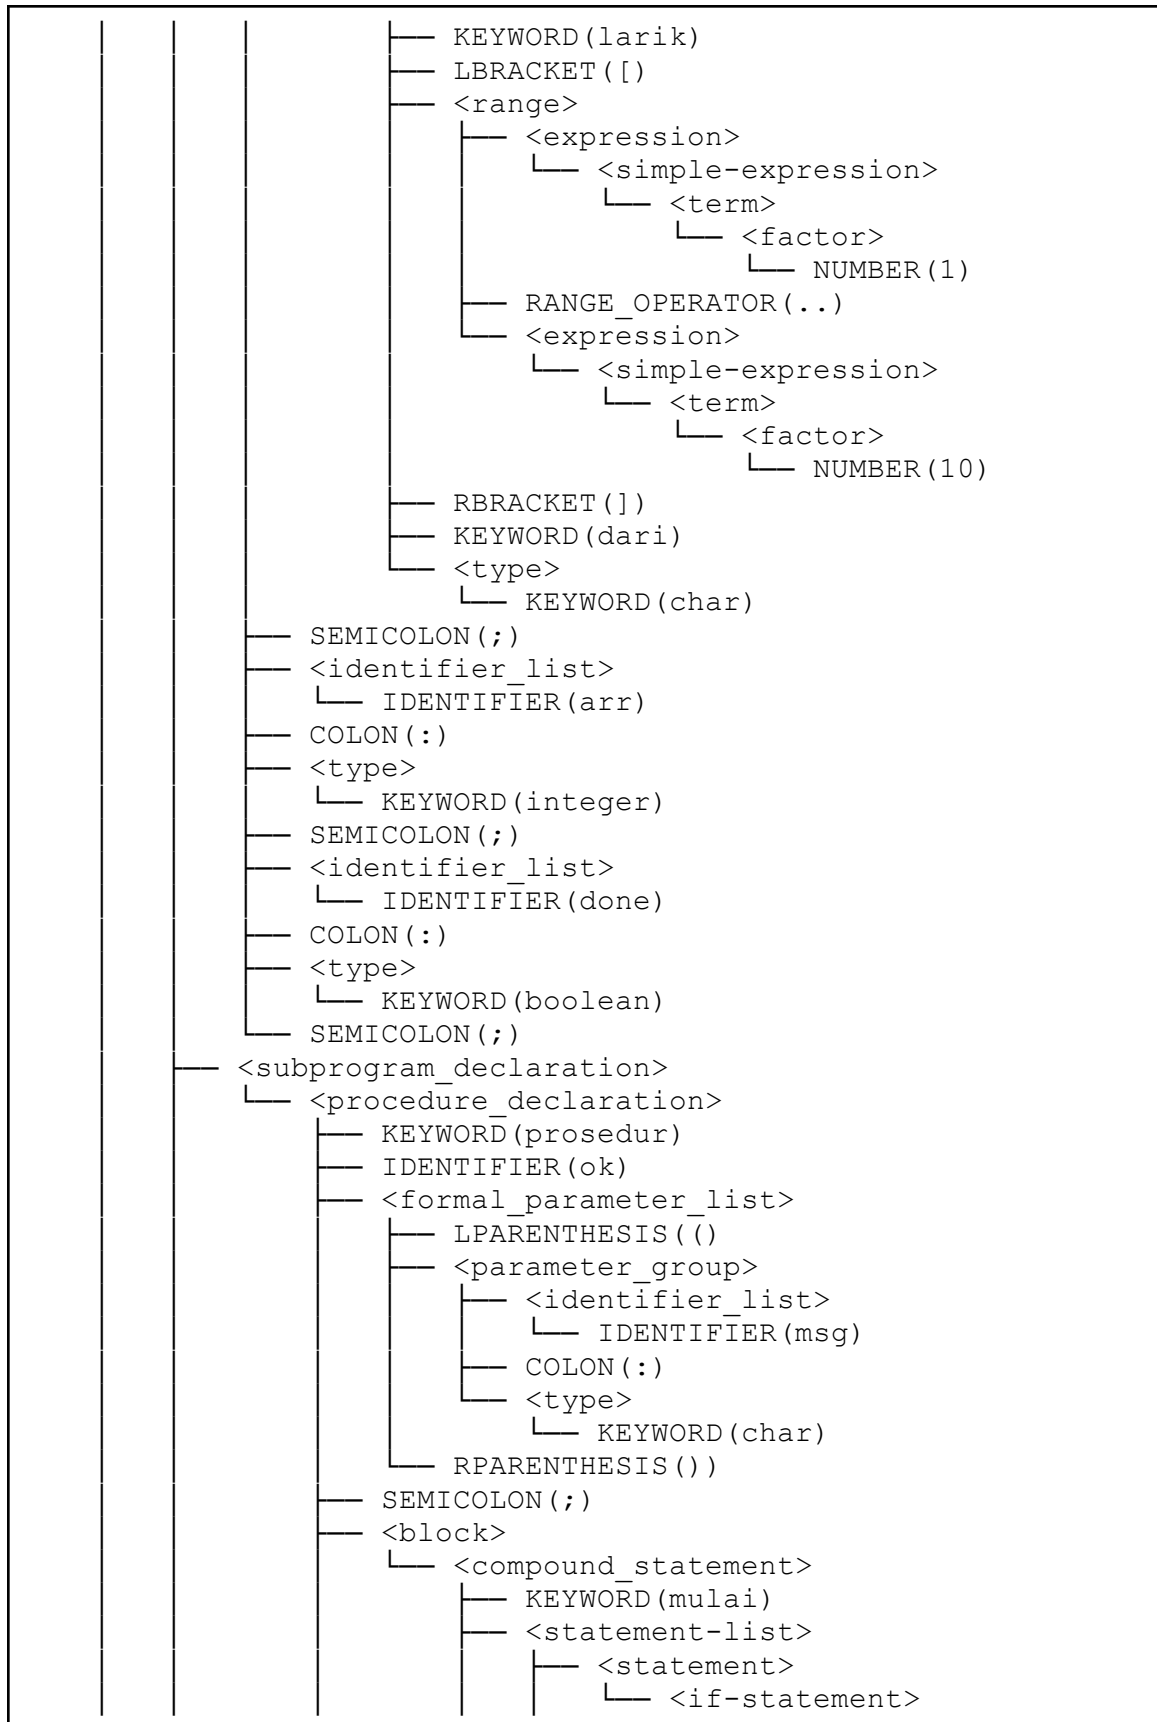 KEYWORD(larik)
LBRACKET([)
<range>
<expression>
<simple-expression>
<term>
<factor>
NUMBER(1)
RANGE_OPERATOR(..)
<expression>
<simple-expression>
<term>
<factor>
NUMBER(10)
RBRACKET(])
KEYWORD(dari)
<type>
KEYWORD(char)
SEMICOLON(;)
<identifier_list>
IDENTIFIER(arr)
COLON(:)
<type>
KEYWORD(integer)
SEMICOLON(;)
<identifier_list>
IDENTIFIER(done)
COLON(:)
<type>
KEYWORD(boolean)
SEMICOLON(;)
<subprogram_declaration>
<procedure_declaration>
KEYWORD(prosedur)
IDENTIFIER(ok)
<formal_parameter_list>
LPARENTHESIS(()
<parameter_group>
<identifier_list>
IDENTIFIER(msg)
COLON(:)
<type>
KEYWORD(char)
RPARENTHESIS())
SEMICOLON(;)
<block>
<compound_statement>
KEYWORD(mulai)
<statement-list>
<statement>
<if-statement>